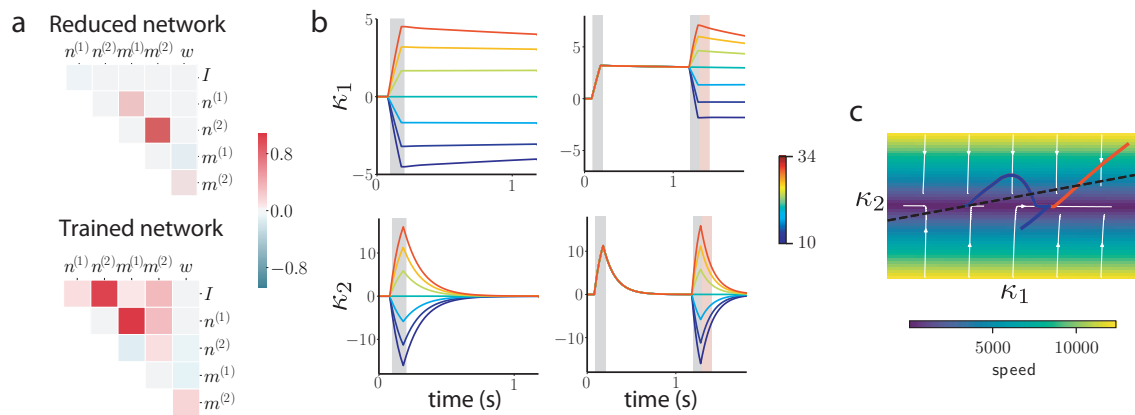 a
Reduced network
n(1) n(2) m(1) m(2) w
I
n(1)
n(2)
m(1)
m(2)
0.8
0.0
−0.8
Trained network
n(1) n(2) m(1) m(2) w
I
n(1)
n(2)
m(1)
m(2)
b
κ1
5
0
−5
0 1
5
0
−5
0 1
κ2
10
0
−10
0 1
time (s)
10
0
−10
0 1
time (s)
34
10
c
κ2
κ1
5000 10000
speed